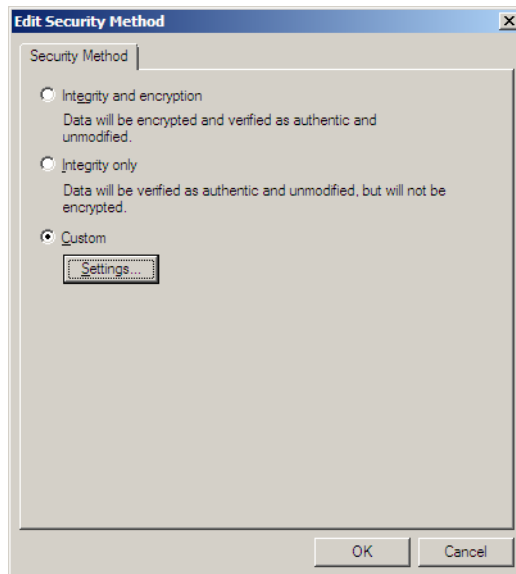 Edit Security Method
Security Method
Integrity and encryption
Data will be encrypted and verified as authentic and
unmodified.
Integrity only
Data will be verified as authentic and unmodified, but will not be
encrypted.
Custom
Settings...
OK
Cancel